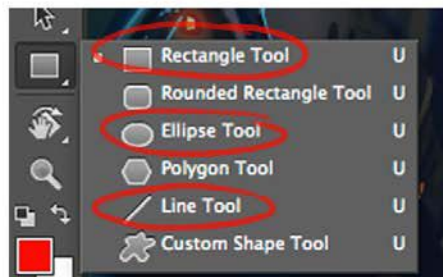 Rectangle Tool U
Rounded Rectangle Tool U
Ellipse Tool U
Polygon Tool U
Line Tool U
Custom Shape Tool U